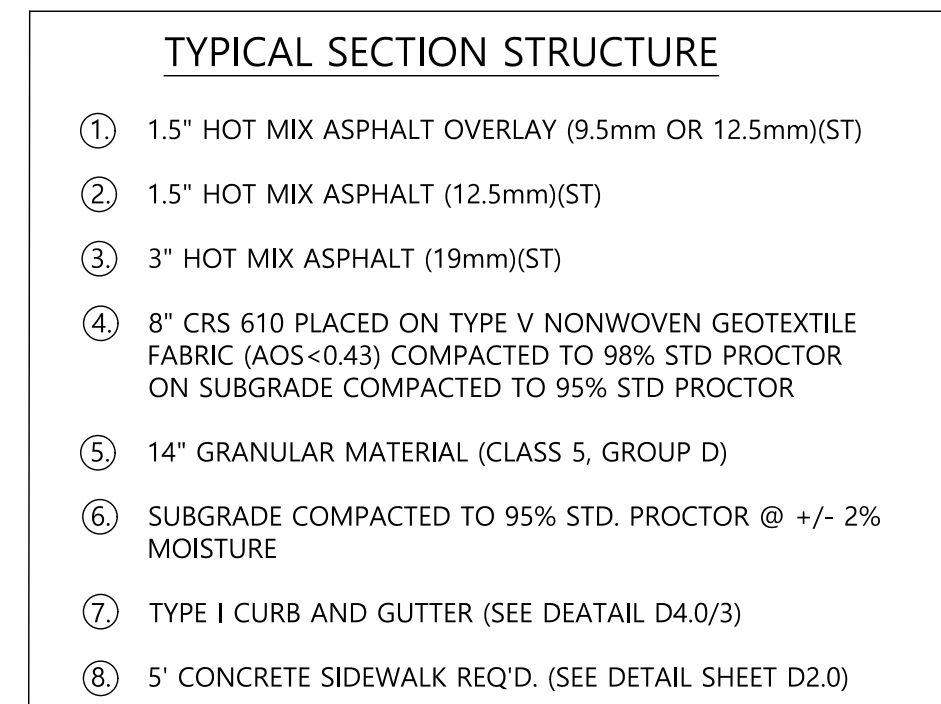 TYPICAL SECTION STRUCTURE
1. 1.5" HOT MIX ASPHALT OVERLAY (9.5mm OR 12.5mm)(ST)
2. 1.5" HOT MIX ASPHALT (12.5mm)(ST)
3. 3" HOT MIX ASPHALT (19mm)(ST)
4. 8" CRS 610 PLACED ON TYPE V NONWOVEN GEOTEXTILE
FABRIC (AOS<0.43) COMPACTED TO 98% STD PROCTOR
ON SUBGRADE COMPACTED TO 95% STD PROCTOR
5. 14" GRANULAR MATERIAL (CLASS 5, GROUP D)
6. SUBGRADE COMPACTED TO 95% STD. PROCTOR @ +/- 2%
MOISTURE
7. TYPE I CURB AND GUTTER (SEE DEATAIL D4.0/3)
8. 5' CONCRETE SIDEWALK REQ'D. (SEE DETAIL SHEET D2.0)